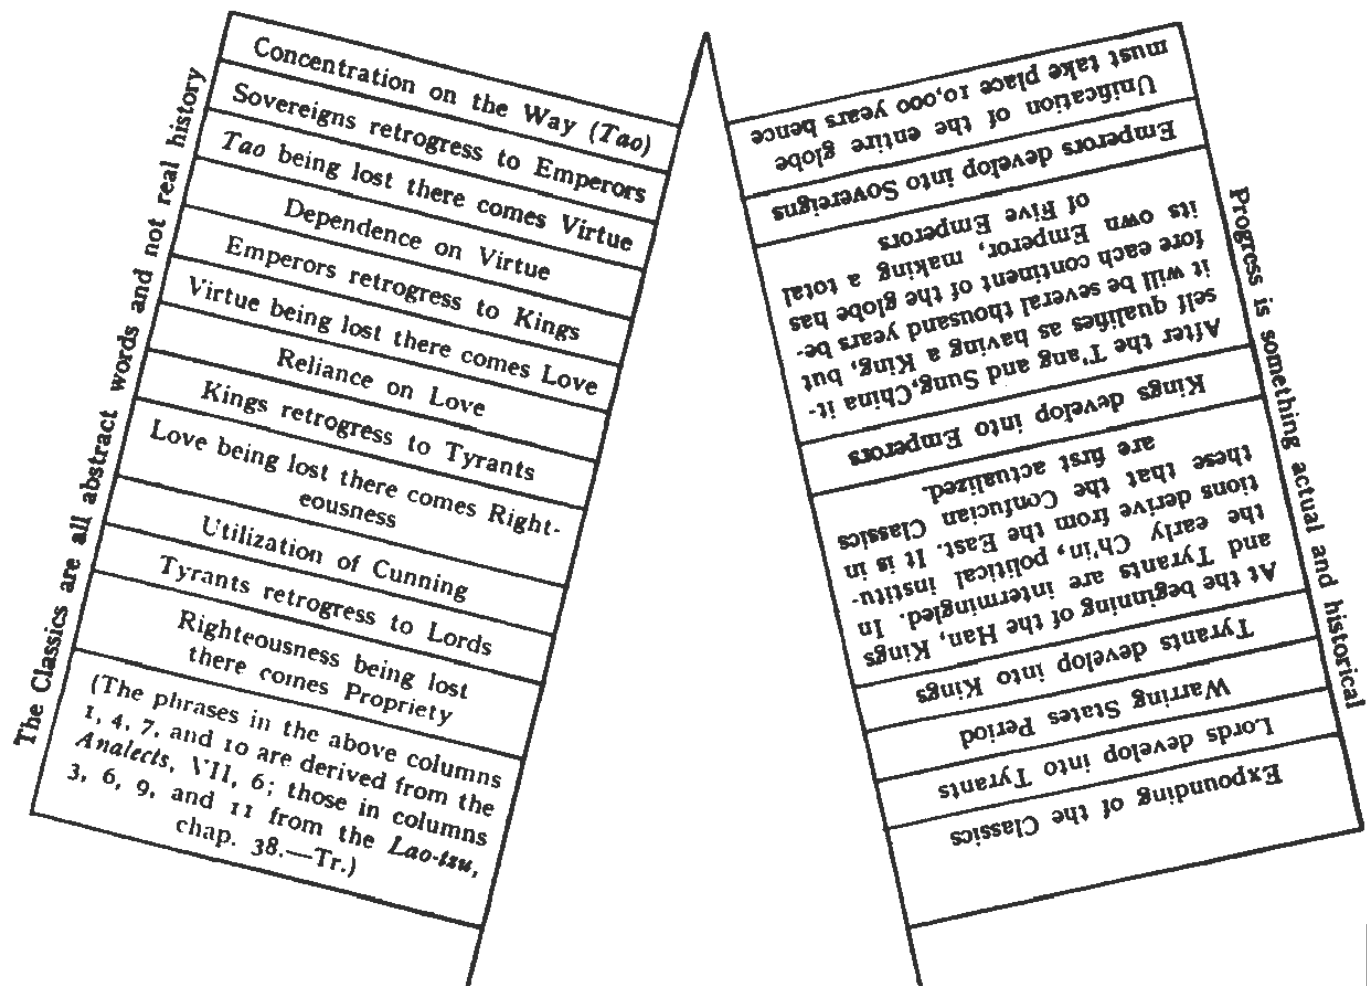 The Classics are all abstract words and not real history
Concentration on the Way (Tao)
Sovereigns retrogress to Emperors
Tao being lost there comes Virtue
Dependence on Virtue
Emperors retrogress to Kings
Virtue being lost there comes Love
Reliance on Love
Kings retrogress to Tyrants
Love being lost there comes Right-
eousness
Utilization of Cunning
Tyrants retrogress to Lords
Righteousness being lost
there comes Propriety
(The phrases in the above columns
1, 4, 7, and 10 are derived from the
Analects, VII, 6; those in columns
3, 6, 9, and 11 from the Lao-tzu,
chap. 38.—Tr.)
Progress is something actual and historical
Expounding of the Classics
Lords develop into Tyrants
Warring States Period
Tyrants develop into Kings
At the beginning of the Han, Kings
and Tyrants are intermingled. In
the early Ch'in, political institu-
tions derive from the East. It is in
these that the Confucian Classics
are first actualized.
Kings develop into Emperors
After the T'ang and Sung, China it-
self qualifies as having a King, but
it will be several thousand years be-
fore each continent of the globe has
its own Emperor, making a total
of Five Emperors
Emperors develop into Sovereigns
Unification of the entire globe
must take place 10,000 years hence